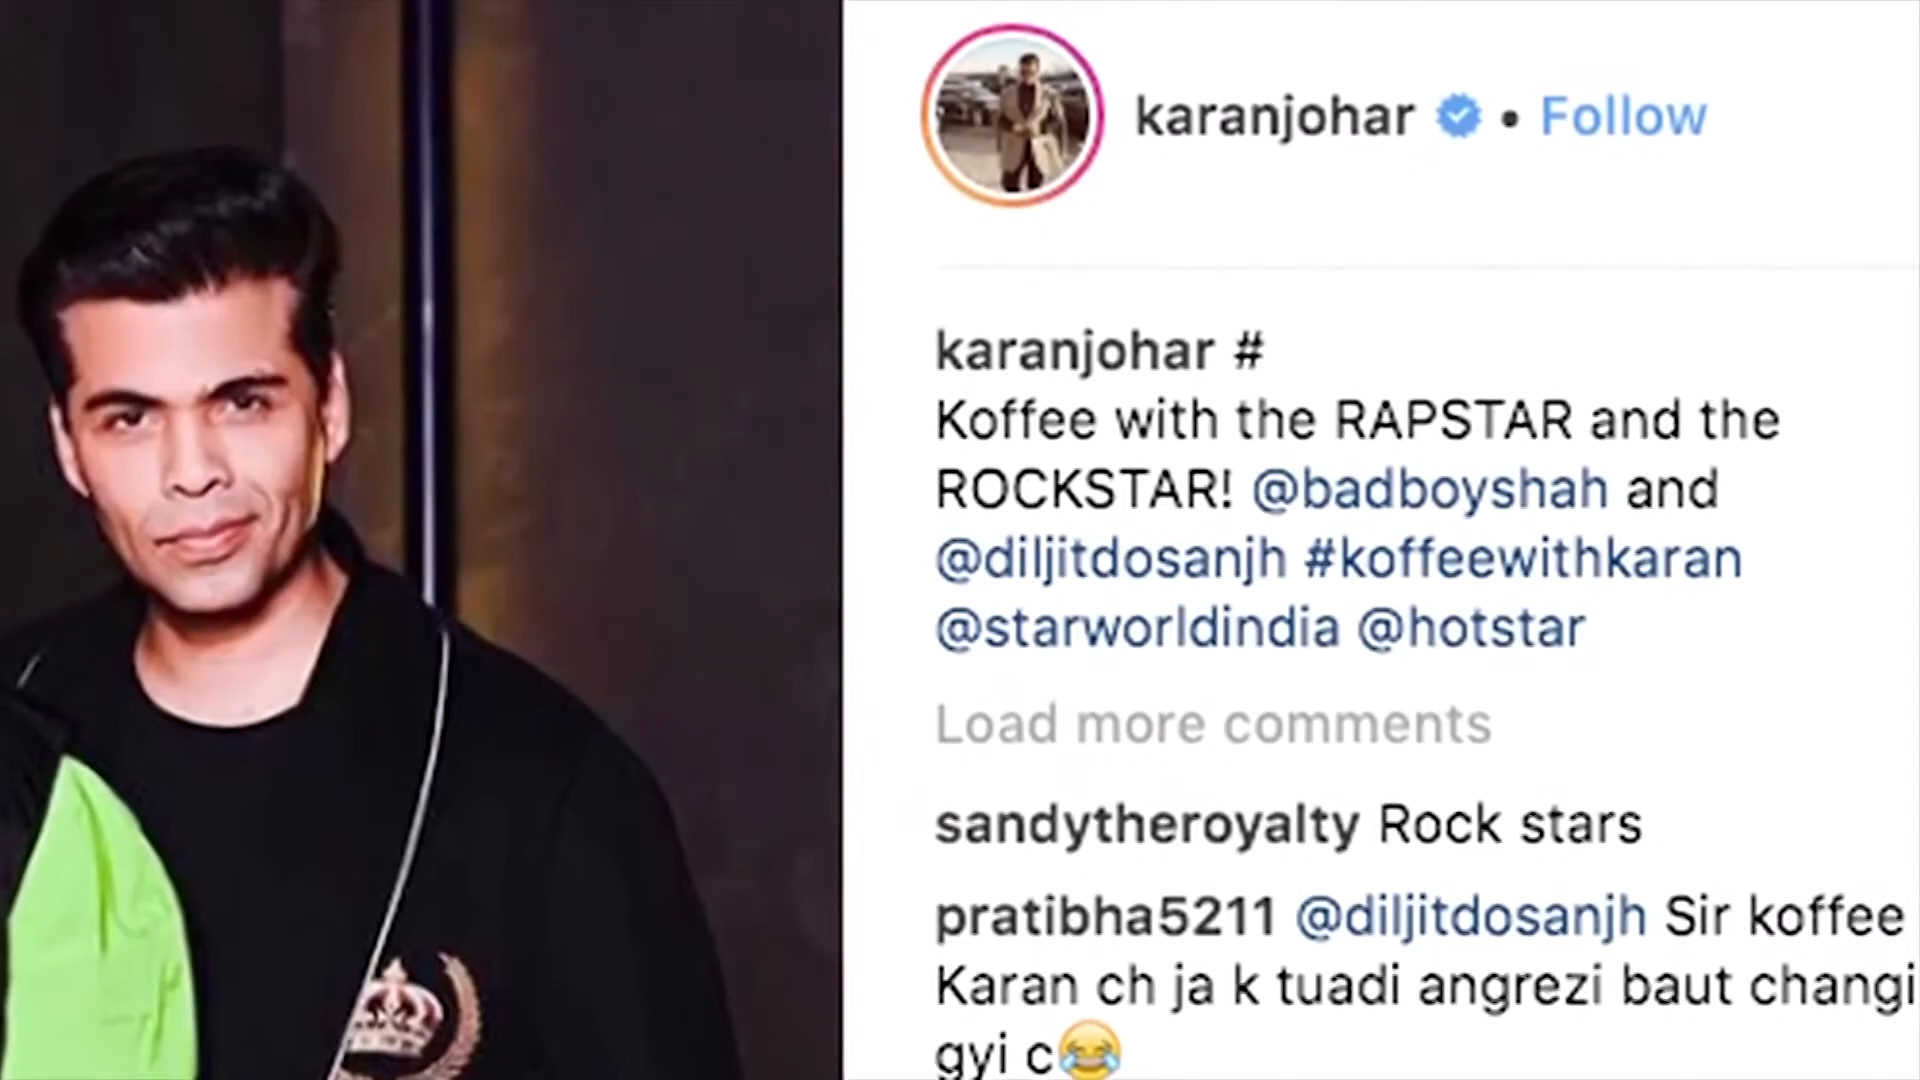 karanjohar • Follow
karanjohar #
Koffee with the RAPSTAR and the
ROCKSTAR! @badboyshah and
@diljitdosanjh #koffeewithkaran
@starworldindia @hotstar
Load more comments
sandytheroyalty Rock stars
pratibha5211 @diljitdosanjh Sir koffee
Karan ch ja k tuadi angrezi baut changi
gyi c😂